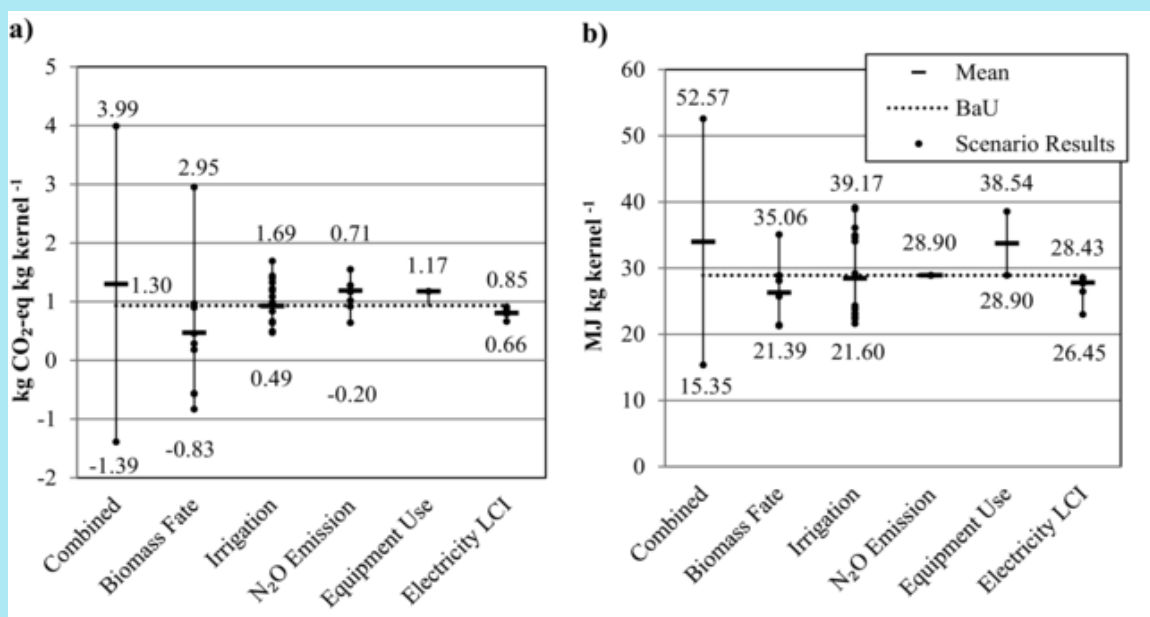 a)
kg CO₂-eq kg kernel ⁻¹
5
4
3
2
1
0
-1
-2
3.99
1.30
-1.39
2.95
-0.83
1.69
0.49
0.71
-0.20
1.17
0.85
0.66
Combined
Biomass Fate
Irrigation
N₂O Emission
Equipment Use
Electricity LCI
b)
MJ kg kernel ⁻¹
60
50
40
30
20
10
0
Mean
BaU
Scenario Results
52.57
15.35
35.06
21.39
39.17
21.60
28.90
38.54
28.90
28.43
26.45
Combined
Biomass Fate
Irrigation
N₂O Emission
Equipment Use
Electricity LCI